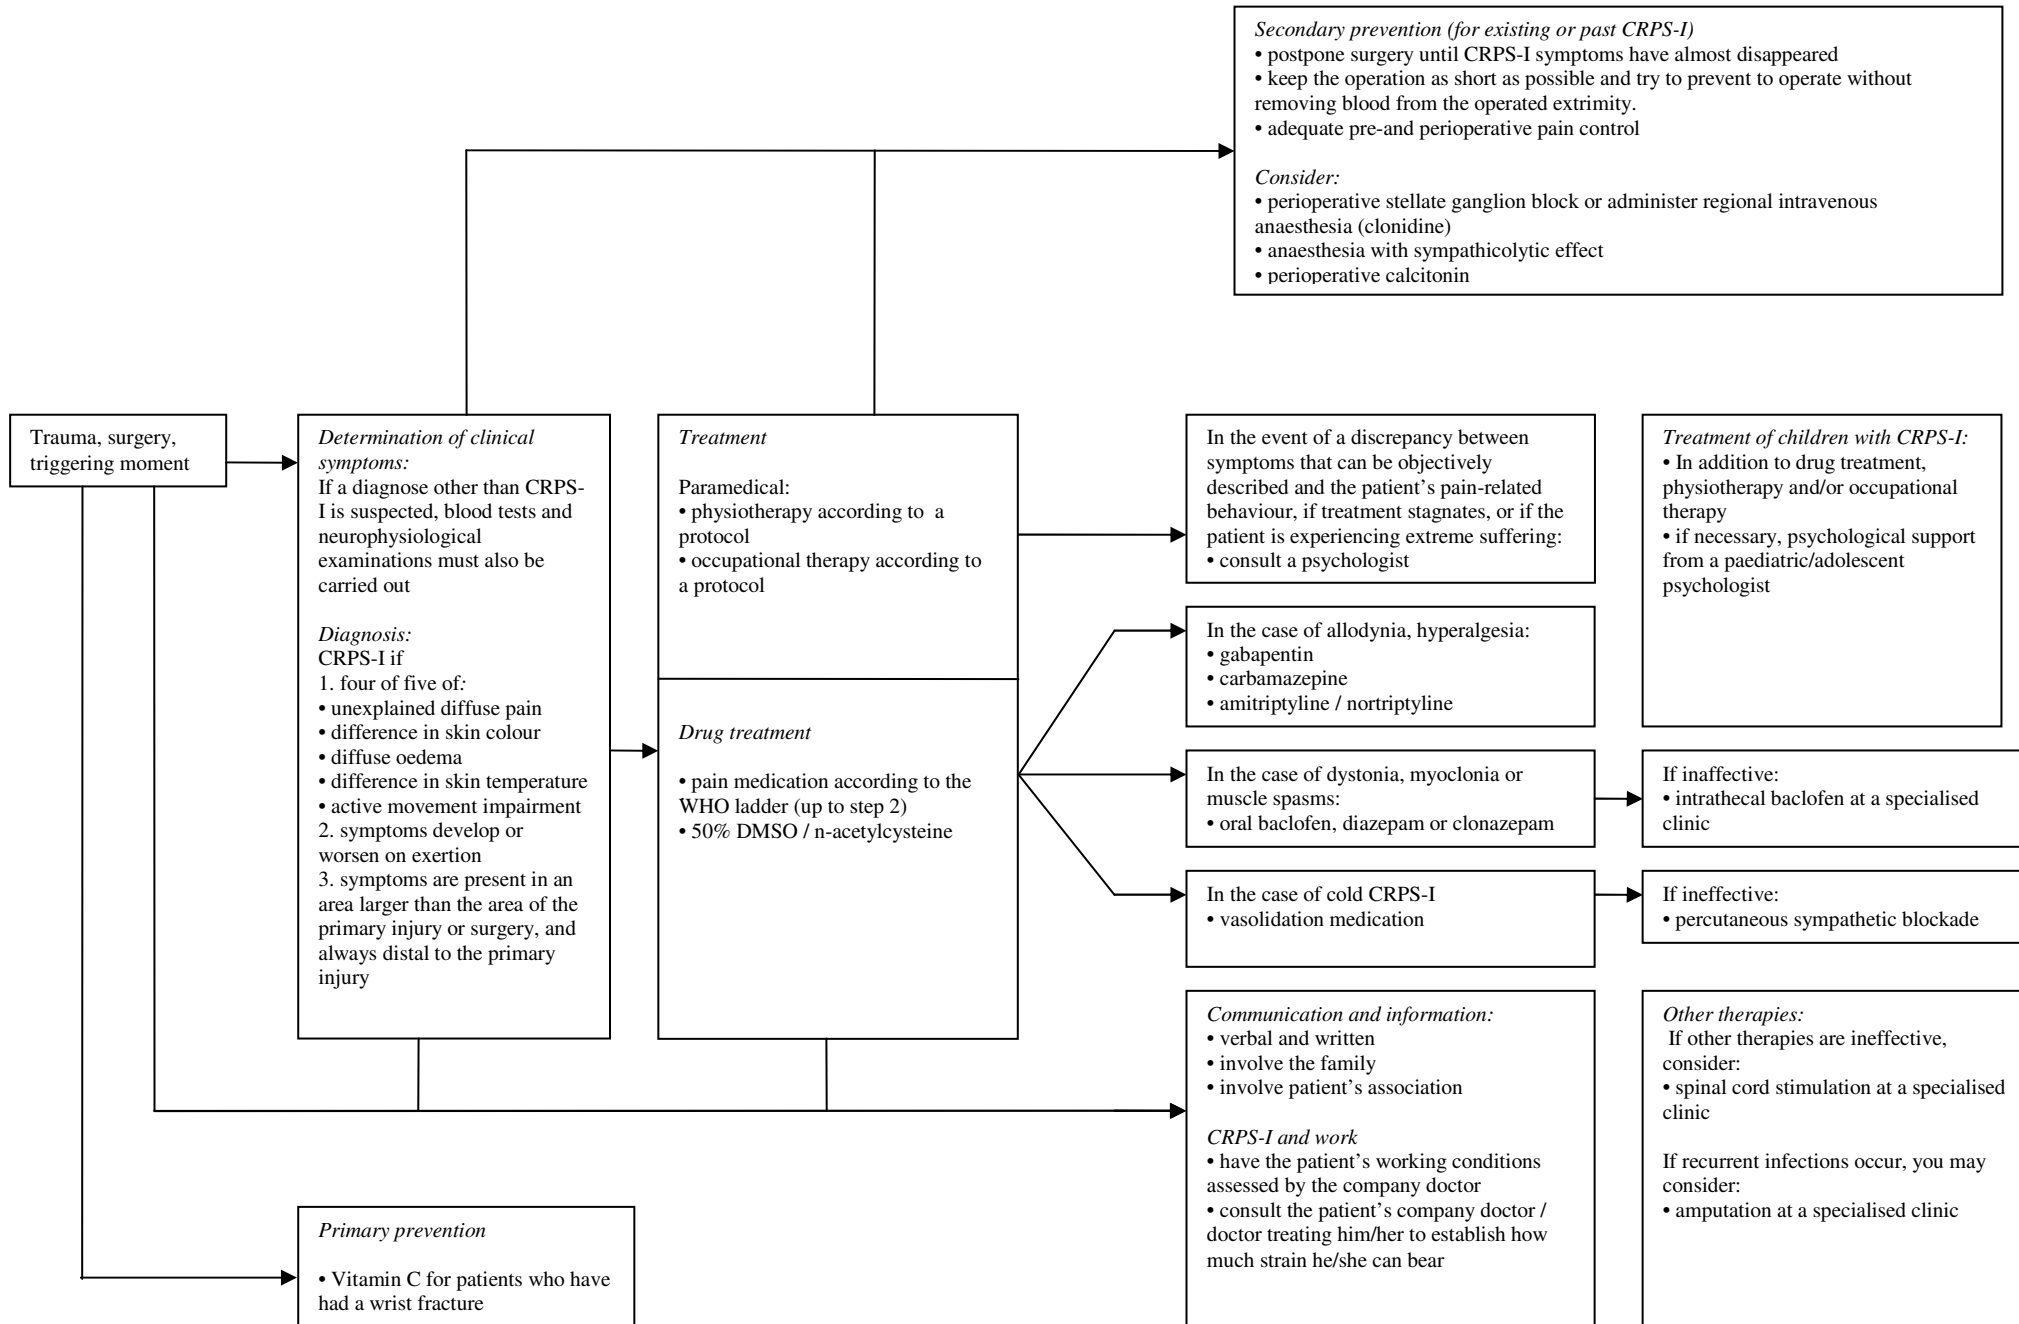 Secondary prevention (for existing or past CRPS-I)
• postpone surgery until CRPS-I symptoms have almost disappeared
• keep the operation as short as possible and try to prevent to operate without
removing blood from the operated extrimity.
• adequate pre-and perioperative pain control
Consider:
• perioperative stellate ganglion block or administer regional intravenous
anaesthesia (clonidine)
• anaesthesia with sympathicolytic effect
• perioperative calcitonin
Trauma, surgery,
triggering moment
Determination of clinical
symptoms:
If a diagnose other than CRPS-
I is suspected, blood tests and
neurophysiological
examinations must also be
carried out
Diagnosis:
CRPS-I if
1. four of five of:
• unexplained diffuse pain
• difference in skin colour
• diffuse oedema
• difference in skin temperature
• active movement impairment
2. symptoms develop or
worsen on exertion
3. symptoms are present in an
area larger than the area of the
primary injury or surgery, and
always distal to the primary
injury
Treatment
Paramedical:
• physiotherapy according to a
protocol
• occupational therapy according to
a protocol
Drug treatment
• pain medication according to the
WHO ladder (up to step 2)
• 50% DMSO / n-acetylcysteine
In the event of a discrepancy between
symptoms that can be objectively
described and the patient’s pain-related
behaviour, if treatment stagnates, or if the
patient is experiencing extreme suffering:
• consult a psychologist
Treatment of children with CRPS-I:
• In addition to drug treatment,
physiotherapy and/or occupational
therapy
• if necessary, psychological support
from a paediatric/adolescent
psychologist
In the case of allodynia, hyperalgesia:
• gabapentin
• carbamazepine
• amitriptyline / nortriptyline
In the case of dystonia, myoclonia or
muscle spasms:
• oral baclofen, diazepam or clonazepam
If inaffective:
• intrathecal baclofen at a specialised
clinic
In the case of cold CRPS-I
• vasolidation medication
If ineffective:
• percutaneous sympathetic blockade
Communication and information:
• verbal and written
• involve the family
• involve patient’s association
CRPS-I and work
• have the patient’s working conditions
assessed by the company doctor
• consult the patient’s company doctor /
doctor treating him/her to establish how
much strain he/she can bear
Other therapies:
If other therapies are ineffective,
consider:
• spinal cord stimulation at a specialised
clinic
If recurrent infections occur, you may
consider:
• amputation at a specialised clinic
Primary prevention
• Vitamin C for patients who have
had a wrist fracture